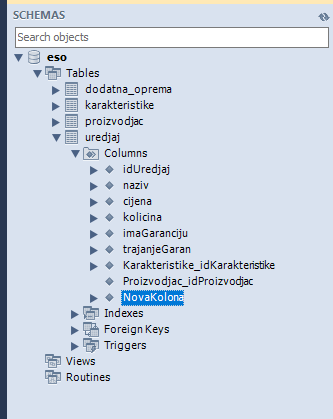 SCHEMAS
Search objects
eso
Tables
dodatna_oprema
karakteristike
proizvodjac
uredjaj
Columns
idUredjaj
naziv
cijena
kolicina
imaGaranciju
trajanjeGaran
Karakteristike_idKarakteristike
Proizvodjac_idProizvodjac
NovaKolona
Indexes
Foreign Keys
Triggers
Views
Routines